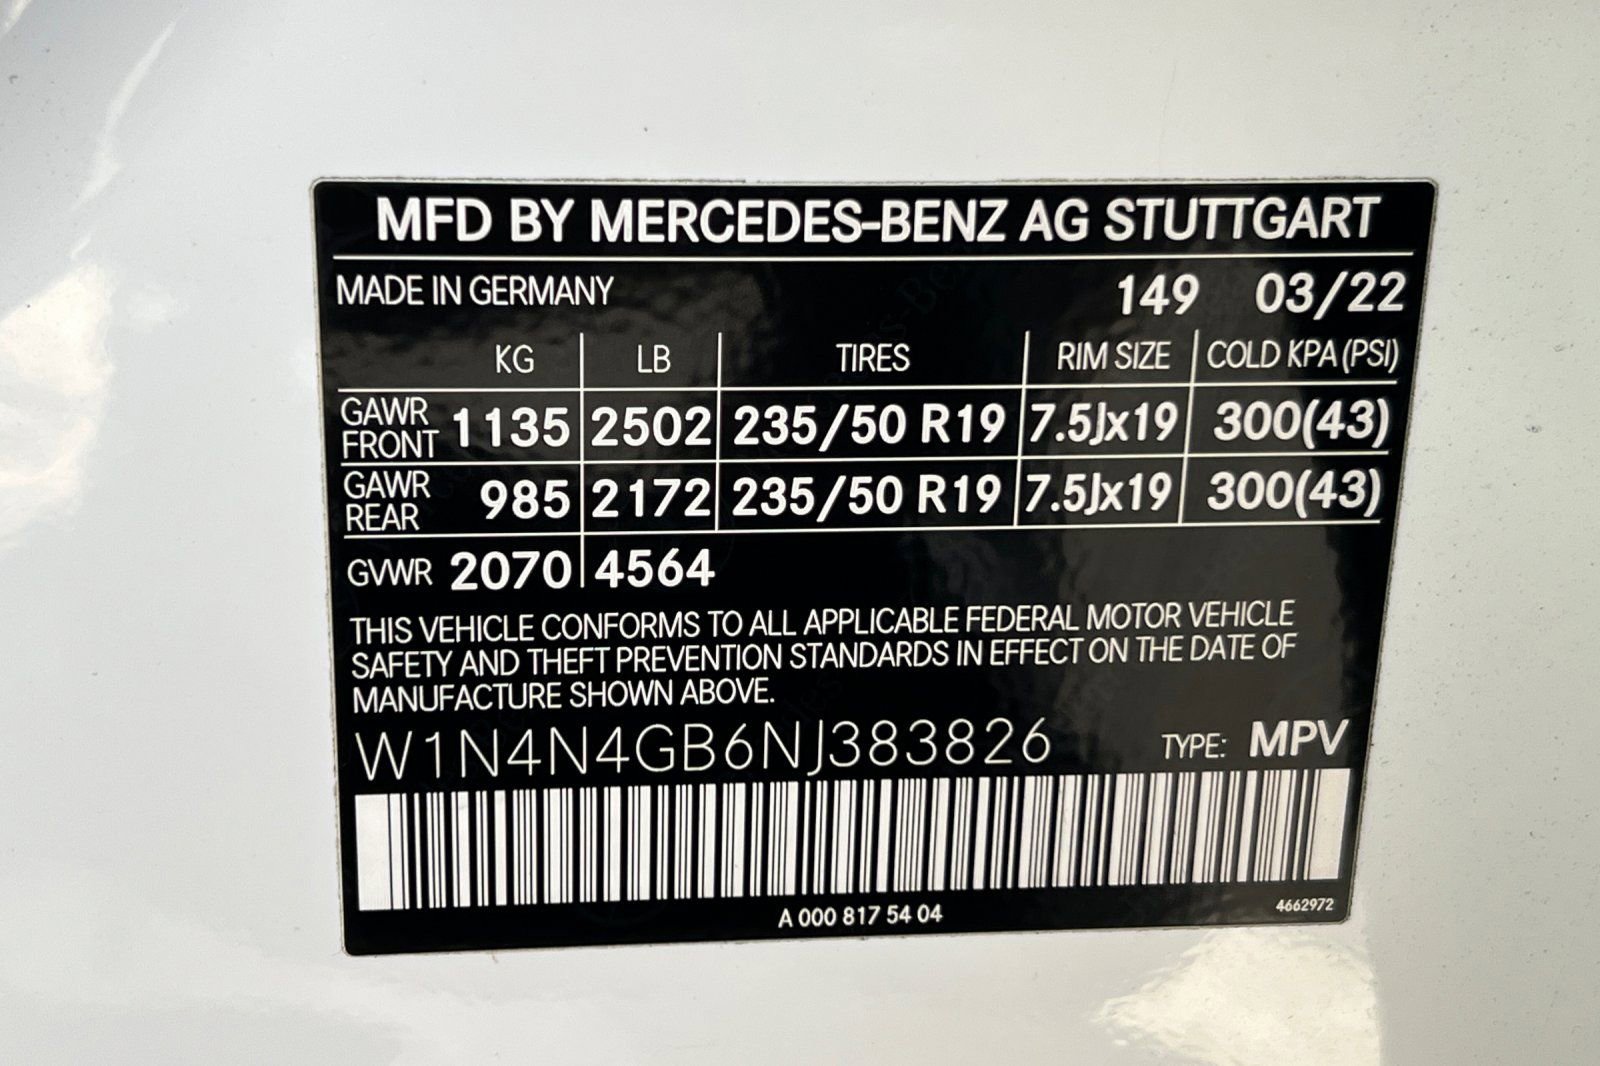 MFD BY MERCEDES-BENZ AG STUTTGART
MADE IN GERMANY 149 03/22
KG LB TIRES RIM SIZE COLD KPA (PSI)
GAWR FRONT 1135 2502 235/50 R19 7.5Jx19 300(43)
GAWR REAR 985 2172 235/50 R19 7.5Jx19 300(43)
GVWR 2070 4564
THIS VEHICLE CONFORMS TO ALL APPLICABLE FEDERAL MOTOR VEHICLE
SAFETY AND THEFT PREVENTION STANDARDS IN EFFECT ON THE DATE OF
MANUFACTURE SHOWN ABOVE.
W1N4N4GB6NJ383826 TYPE: MPV
A 000 817 54 04 4662972